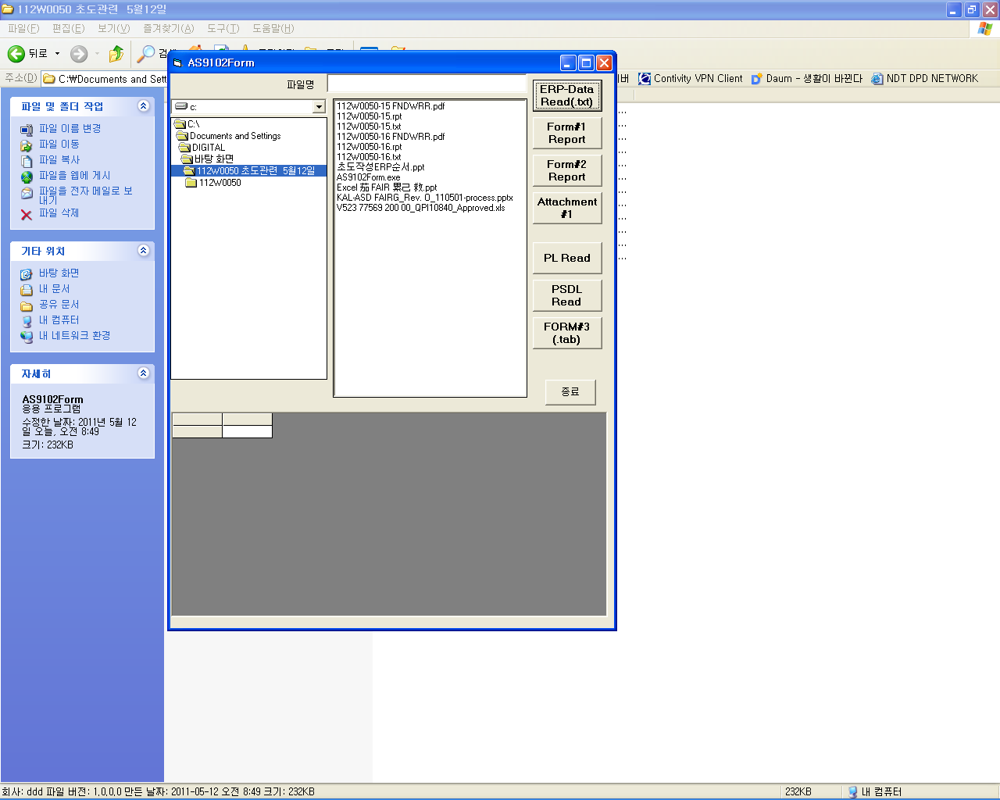 112W0050 초도관련  5월12일
파일(F) 편집(E) 보기(V) 즐겨찾기(A) 도구(T) 도움말(H)
뒤로
주소(D) C:₩Documents and Sett
Contivity VPN Client Daum - 생활이 바뀐다 NDT DPD NETWORK
파일 및 폴더 작업
파일 이름 변경
파일 이동
파일 복사
파일을 웹에 게시
파일을 전자 메일로 보
내기
파일 삭제
기타 위치
바탕 화면
내 문서
공유 문서
내 컴퓨터
내 네트워크 환경
자세히
AS9102Form
응용 프로그램
수정한 날짜: 2011년 5월 12
일 오늘, 오전 8:49
크기: 232KB
AS9102Form
파일명
c:
C:\
Documents and Settings
DIGITAL
바탕 화면
112W0050 초도관련  5월12일
112W0050
112W0050-15 FNDWRR.pdf
112W0050-15.rpt
112W0050-15.txt
112W0050-16 FNDWRR.pdf
112W0050-16.rpt
112W0050-16.txt
초도작성ERP순서.ppt
AS9102Form.exe
Excel 茄 FAIR 累己 救.ppt
KAL-ASD FAIRG_Rev. O_110501-process.pptx
V523 77569 200 00_QPI10840_Approved.xls
ERP-Data
Read(.txt)
Form#1
Report
Form#2
Report
Attachment
#1
PL Read
PSDL
Read
FORM#3
(.tab)
종료
회사: ddd 파일 버전: 1.0.0.0 만든 날짜: 2011-05-12 오전 8:49 크기: 232KB
232KB
내 컴퓨터